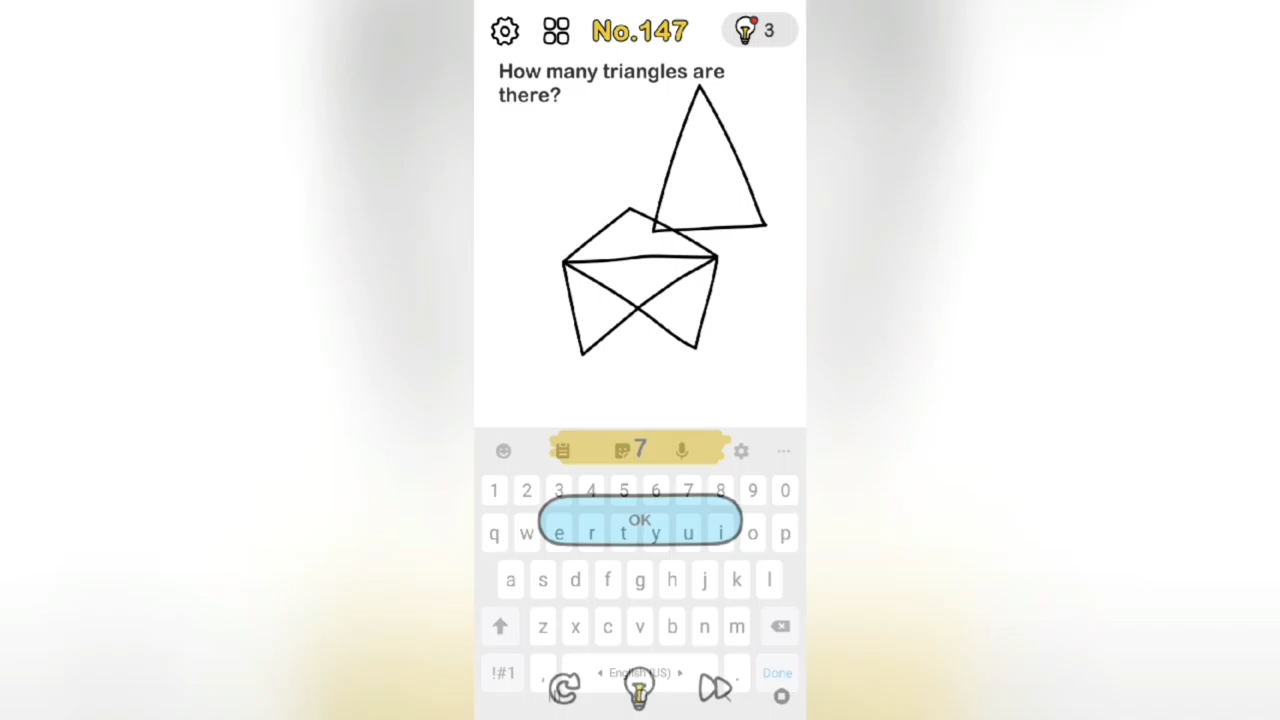 No.147
3
How many triangles are
there?
7
1 2 3 4 5 6 7 8 9 0
OK
q w e r t y u i o p
a s d f g h j k l
z x c v b n m
!#1 , English (US) . Done